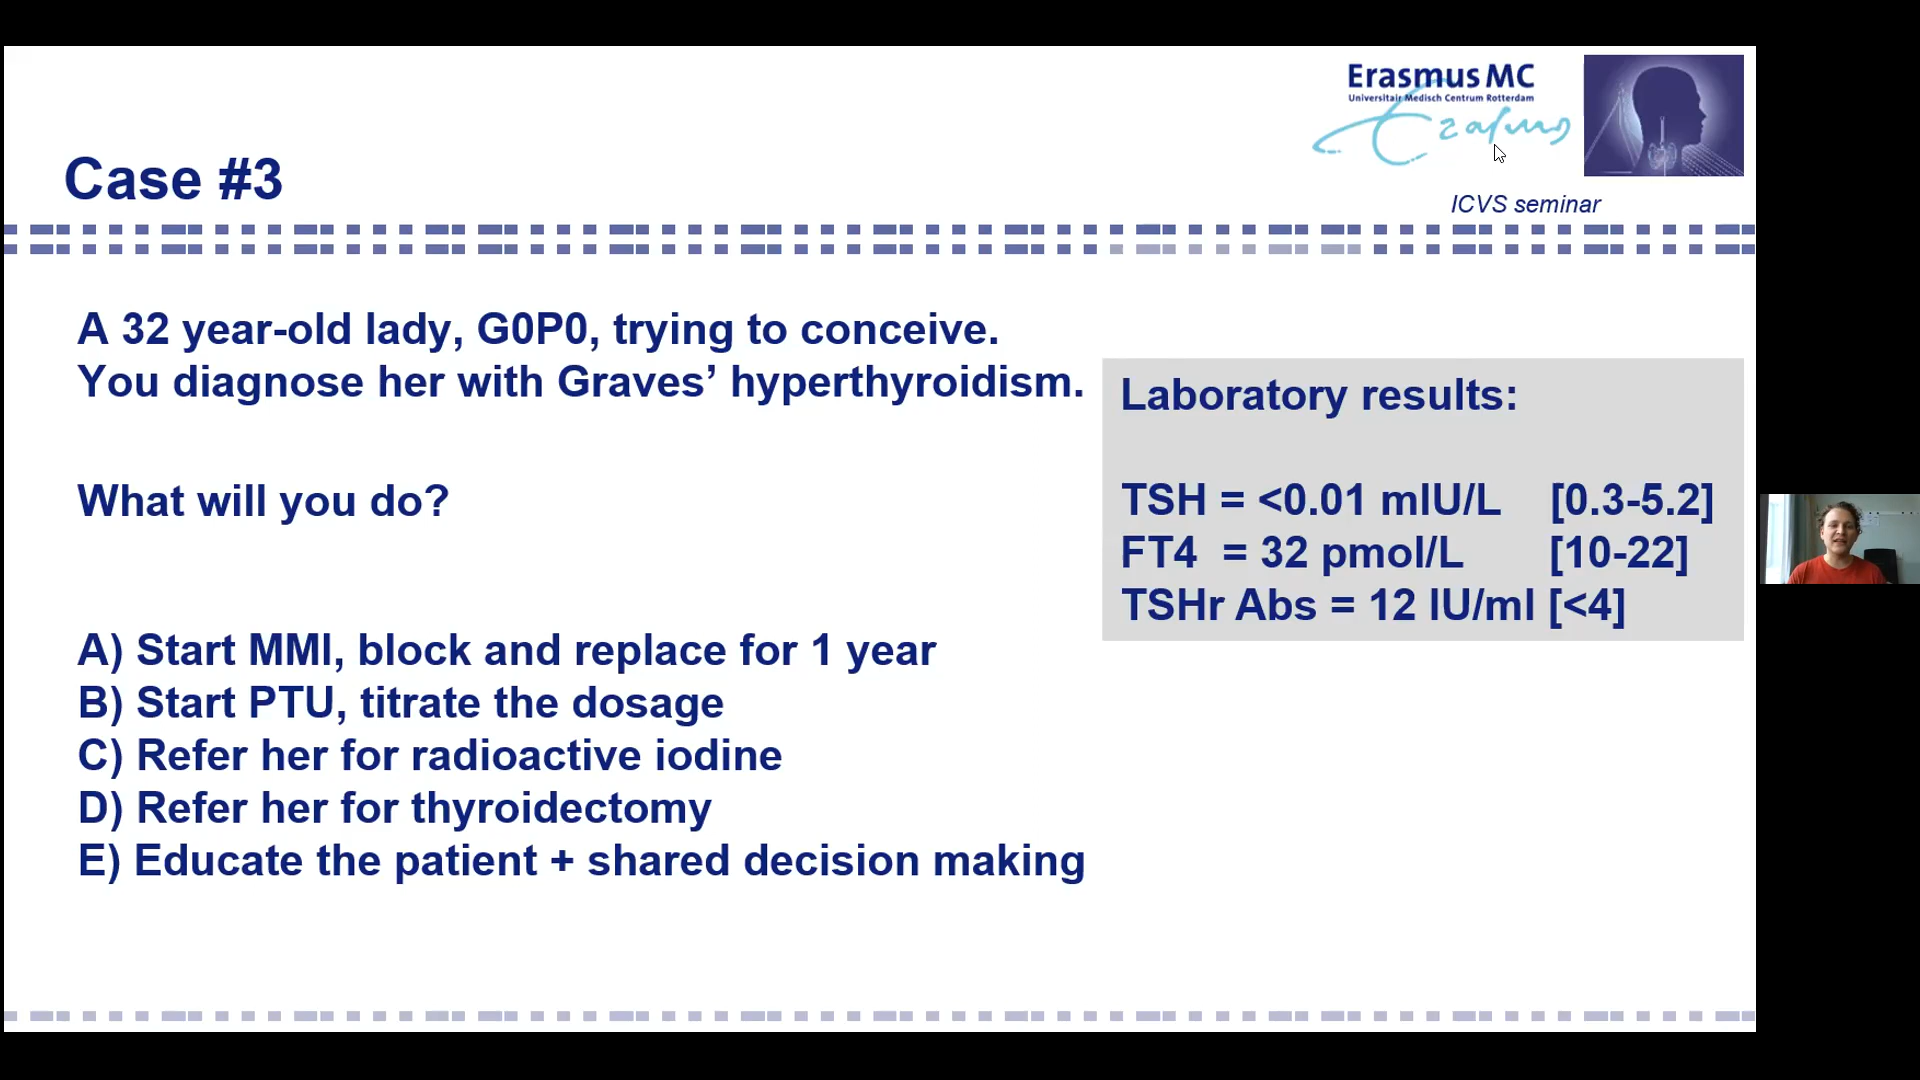 Erasmus MC
Universitair Medisch Centrum Rotterdam
Erasmus
Case #3
ICVS seminar
A 32 year-old lady, G0P0, trying to conceive.
You diagnose her with Graves’ hyperthyroidism.
What will you do?
A) Start MMI, block and replace for 1 year
B) Start PTU, titrate the dosage
C) Refer her for radioactive iodine
D) Refer her for thyroidectomy
E) Educate the patient + shared decision making
Laboratory results:
TSH = <0.01 mIU/L [0.3-5.2]
FT4 = 32 pmol/L [10-22]
TSHr Abs = 12 IU/ml [<4]